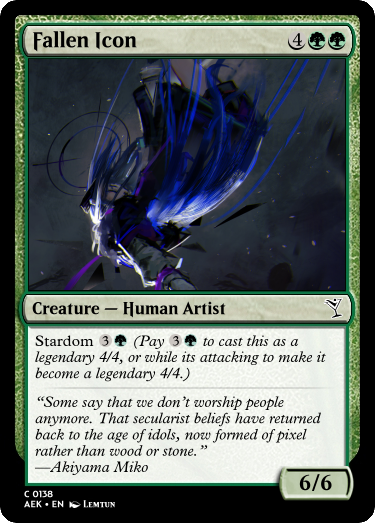 Fallen Icon 4
Creature — Human Artist
Stardom 3 (Pay 3 to cast this as a
legendary 4/4, or while its attacking to make it
become a legendary 4/4.)
“Some say that we don’t worship people
anymore. That secularist beliefs have returned
back to the age of idols, now formed of pixel
rather than wood or stone.”
—Akiyama Miko
6/6
C 0138
AEK • EN Lemtun